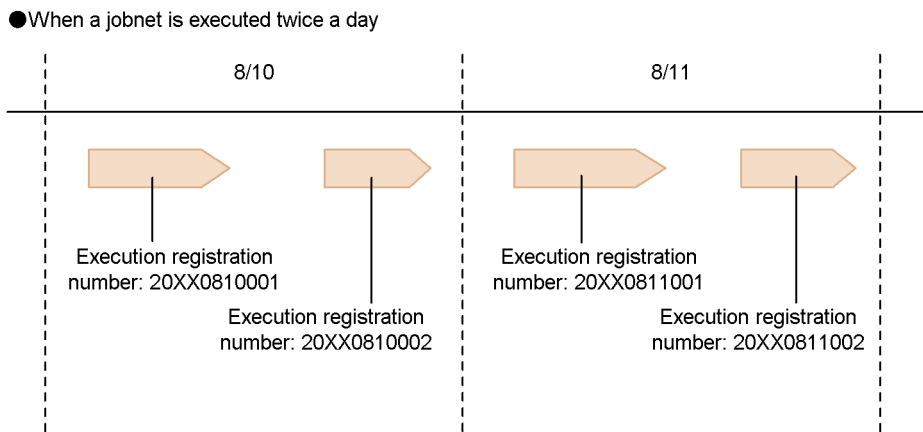 ●When a jobnet is executed twice a day
8/10
8/11
Execution registration
number: 20XX0810001
Execution registration
number: 20XX0810002
Execution registration
number: 20XX0811001
Execution registration
number: 20XX0811002